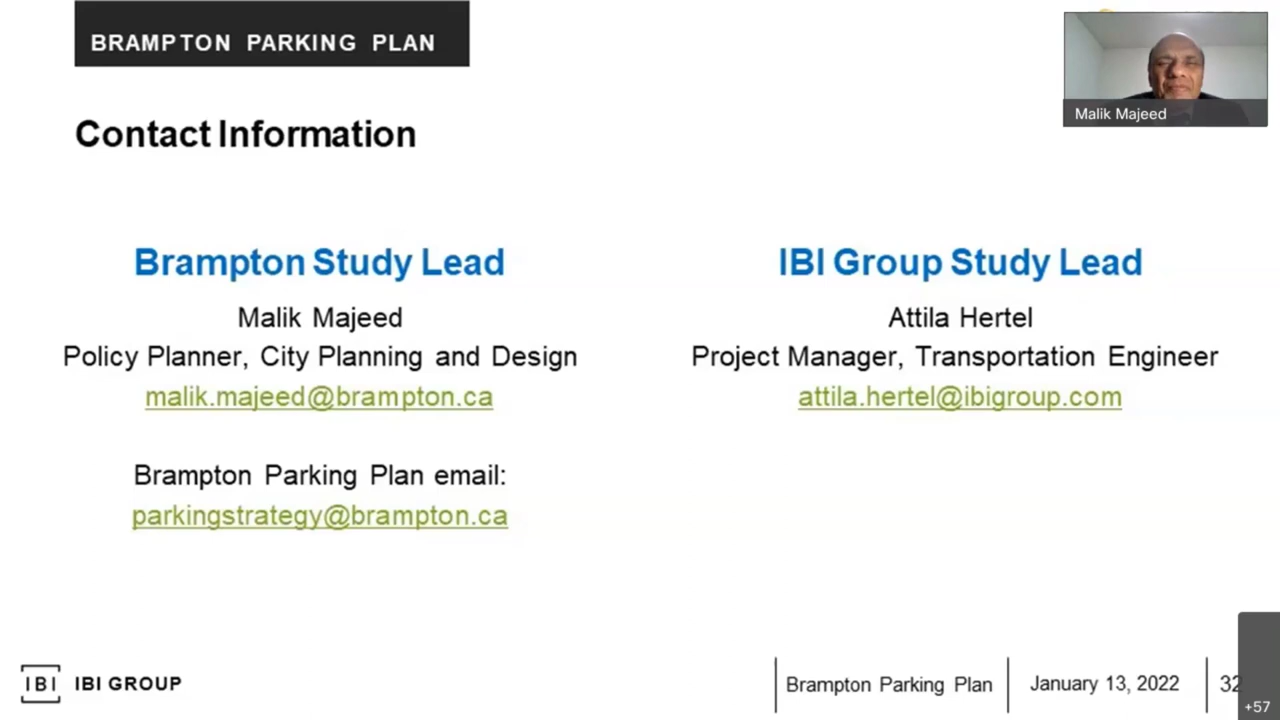 BRAMPTON PARKING PLAN
Malik Majeed
Contact Information
Brampton Study Lead
Malik Majeed
Policy Planner, City Planning and Design
malik.majeed@brampton.ca
Brampton Parking Plan email:
parkingstrategy@brampton.ca
IBI Group Study Lead
Attila Hertel
Project Manager, Transportation Engineer
attila.hertel@ibigroup.com
IBI IBI GROUP
Brampton Parking Plan
January 13, 2022
32
+57